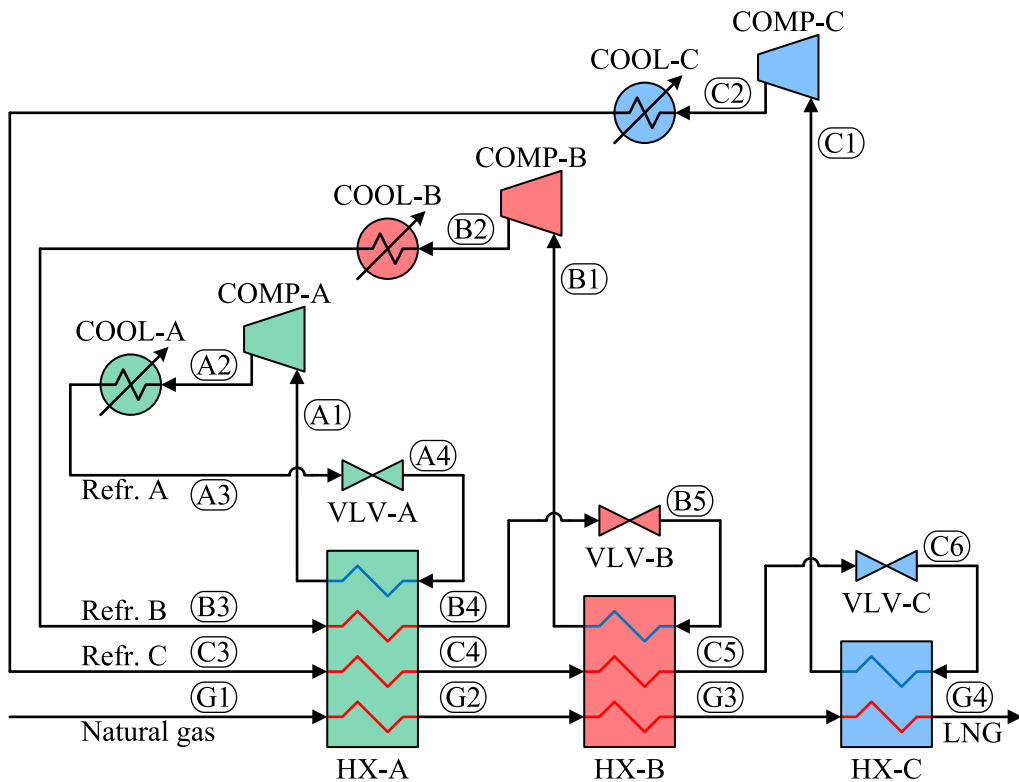 COMP-C
COOL-C
C2
C1
COMP-B
COOL-B
B2
B1
COMP-A
COOL-A
A2
A1
A4
Refr. A
A3
VLV-A
B5
VLV-B
C6
VLV-C
Refr. B
B3
B4
Refr. C
C3
C4
C5
G1
G2
G3
G4
Natural gas
LNG
HX-A
HX-B
HX-C